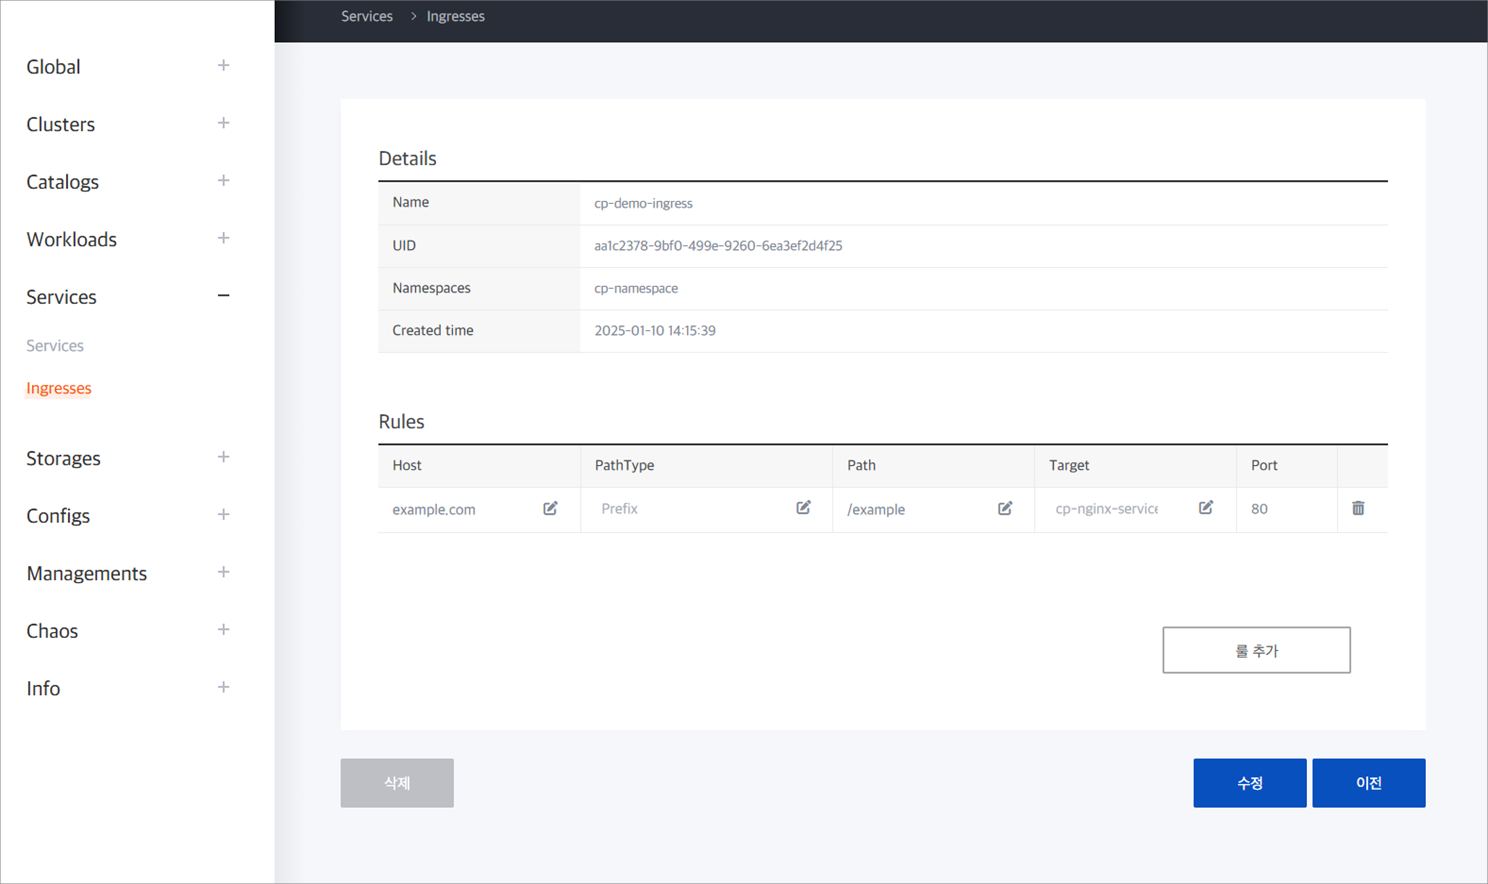 Services > Ingresses
Global
Clusters
Catalogs
Workloads
Services
Services
Ingresses
Storages
Configs
Managements
Chaos
Info
Details
Name cp-demo-ingress
UID aa1c2378-9bf0-499e-9260-6ea3ef2d4f25
Namespaces cp-namespace
Created time 2025-01-10 14:15:39
Rules
Host PathType Path Target Port
example.com Prefix /example cp-nginx-service 80
룰 추가
삭제 수정 이전